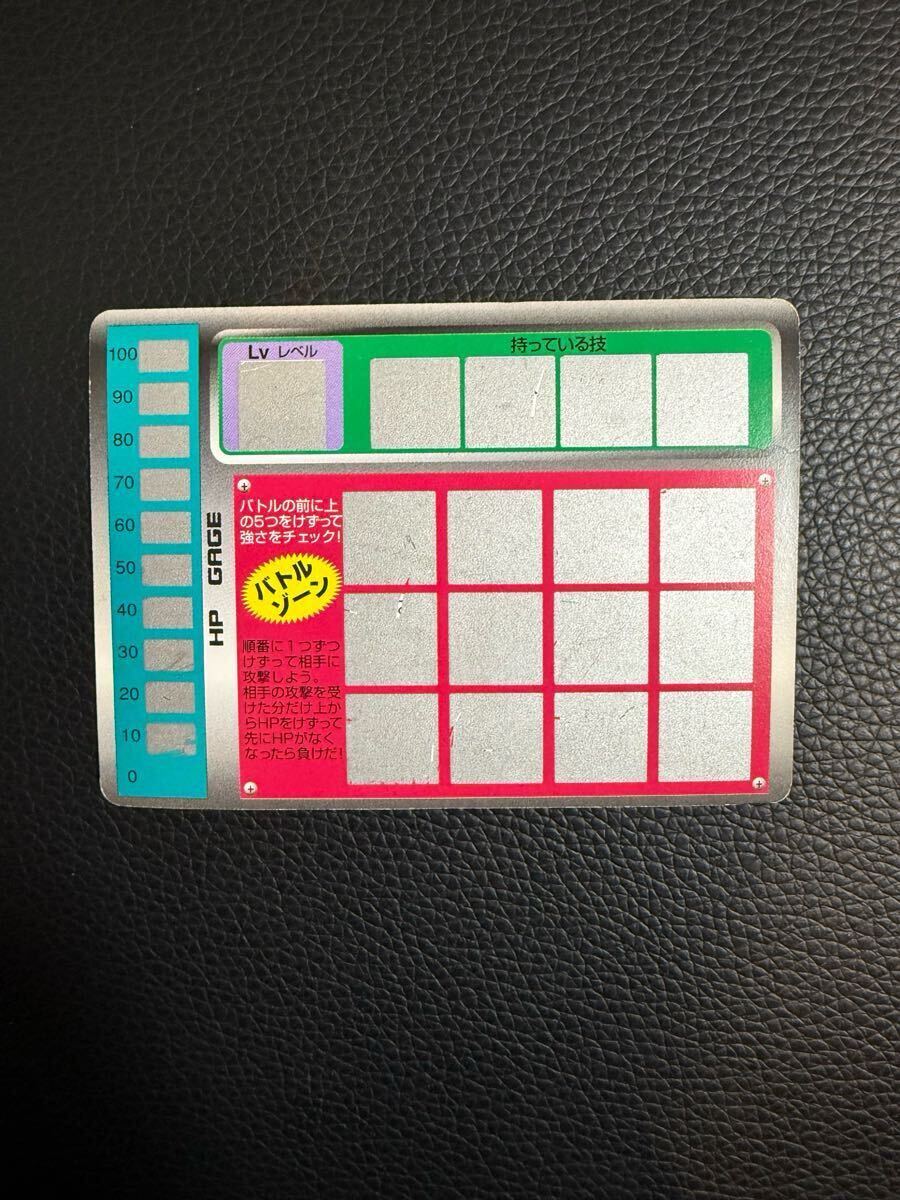 100
90
80
70
60
50
40
30
20
10
0
HP GAGE
Lv レベル
持っている技
バトルの前に上
の5つをけずって
強さをチェック!
バトル
ゾーン
順番に1つずつ
けずって相手に
攻撃しよう。
相手の攻撃を受
けた分だけ上か
らHPをけずって
先にHPがなく
なったら負けだ!